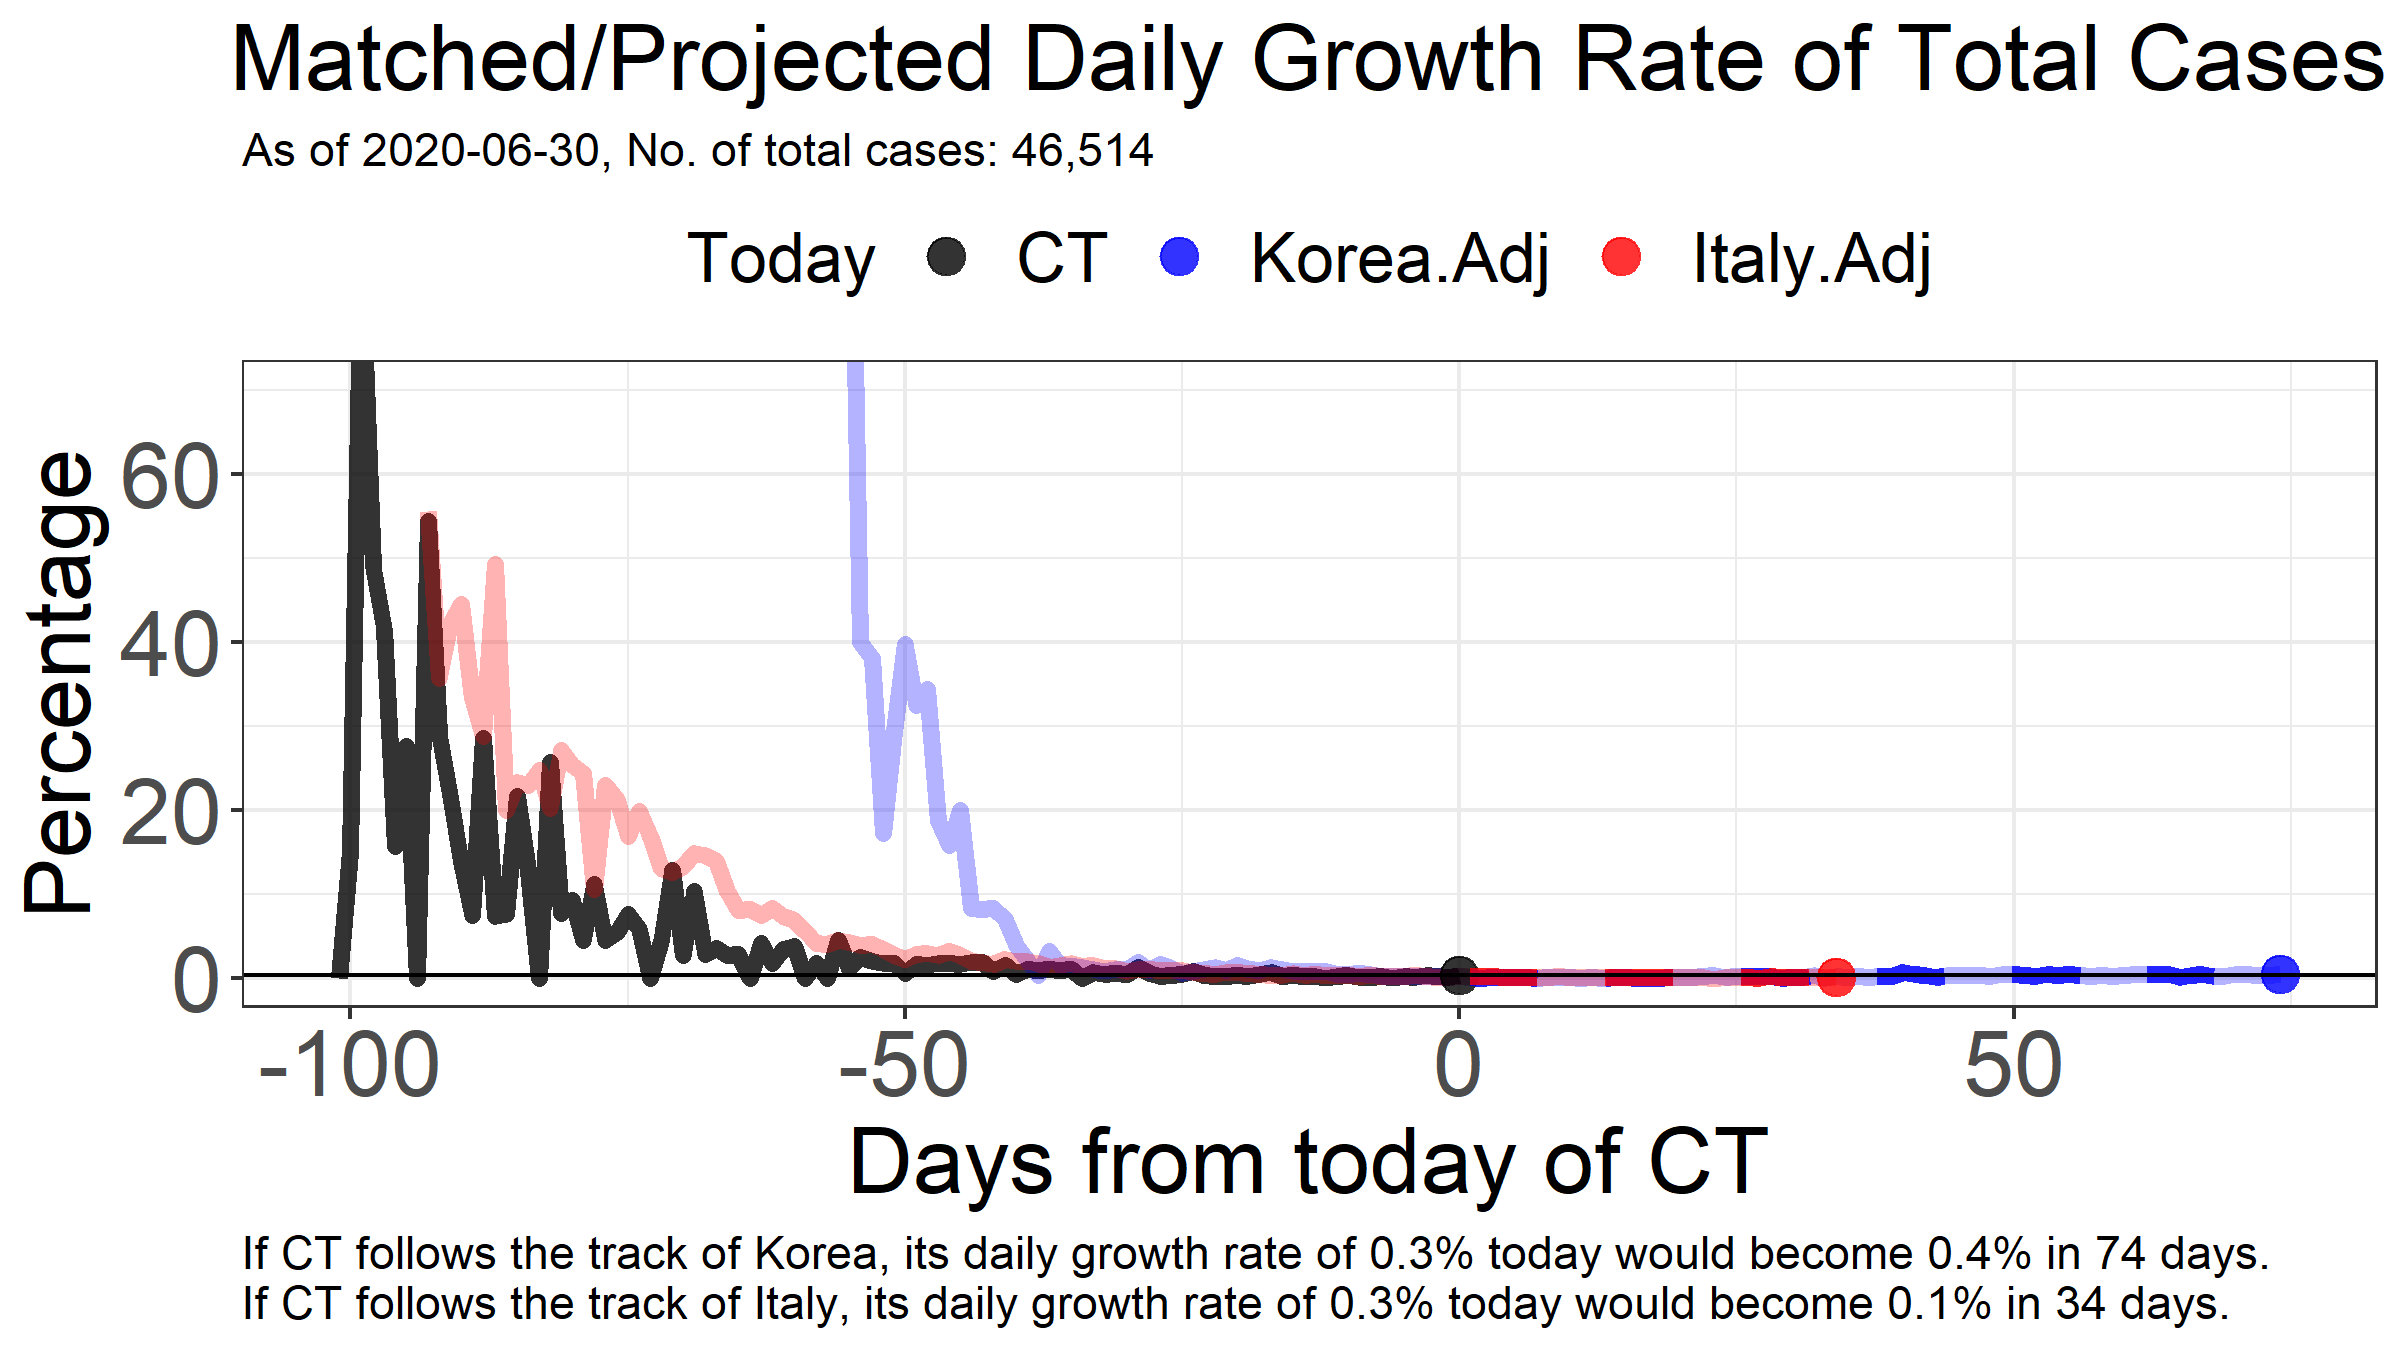 Matched/Projected Daily Growth Rate of Total Cases
As of 2020-06-30, No. of total cases: 46,514
Today CT Korea.Adj Italy.Adj
Percentage
60
40
20
0
-100 -50 0 50
Days from today of CT
If CT follows the track of Korea, its daily growth rate of 0.3% today would become 0.4% in 74 days.
If CT follows the track of Italy, its daily growth rate of 0.3% today would become 0.1% in 34 days.